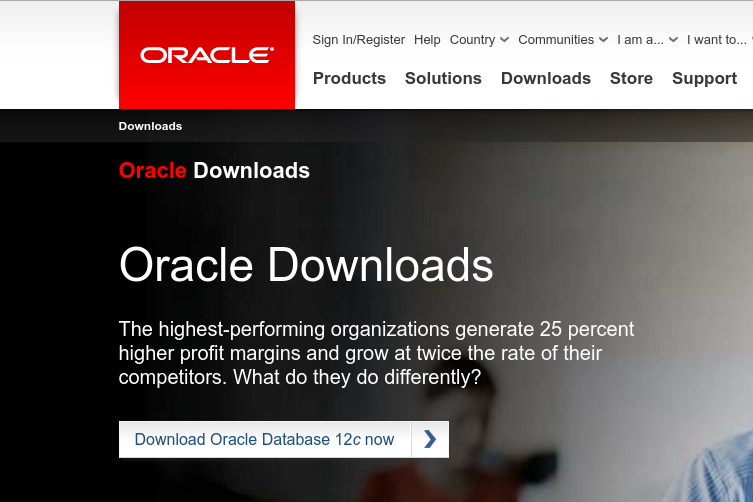 ORACLE
Sign In/Register Help Country Communities I am a... I want to...
Products Solutions Downloads Store Support
Downloads
Oracle Downloads
Oracle Downloads
The highest-performing organizations generate 25 percent
higher profit margins and grow at twice the rate of their
competitors. What do they do differently?
Download Oracle Database 12c now